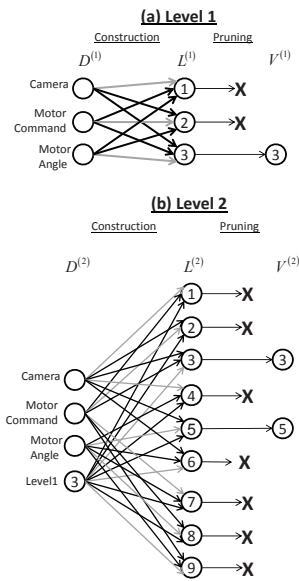 (a) Level 1
Construction Pruning
D^(1) L^(1) V^(1)
Camera 1 X
Motor Command 2 X
Motor Angle 3 3
(b) Level 2
Construction Pruning
D^(2) L^(2) V^(2)
1 X
2 X
3 3
Camera 4 X
Motor Command 5 5
Motor Angle 6 X
Level1 3
7 X
8 X
9 X